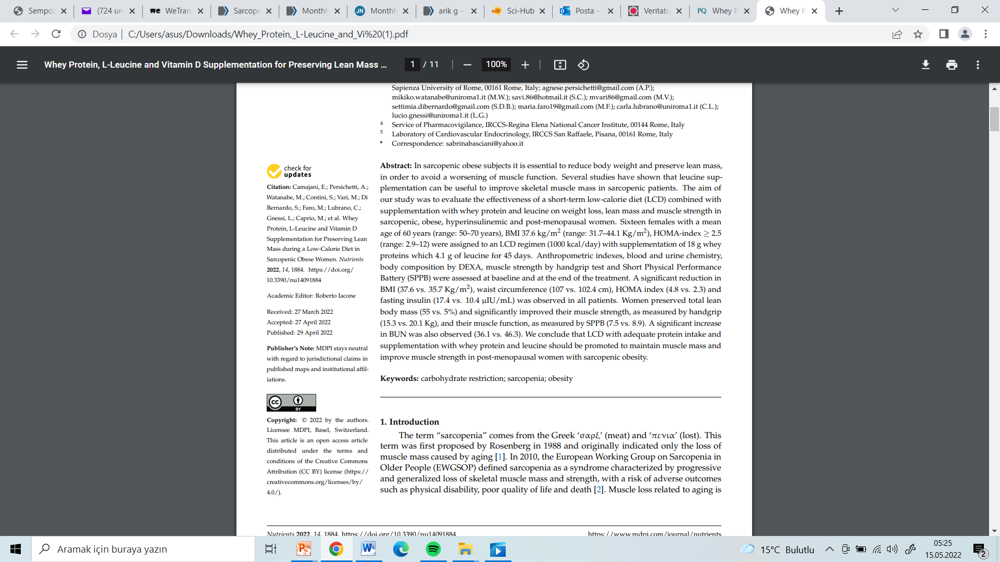 Sempoz
(724 un
WeTran
Sarcope
Monthly
JN
Monthly
arik g -
Sci-Hub
Posta -
Veritaba
PQ
Whey P
Whey P
Dosya
C:/Users/asus/Downloads/Whey_Protein,_L-Leucine_and_Vi%20(1).pdf
Whey Protein, L-Leucine and Vitamin D Supplementation for Preserving Lean Mass ...
1 / 11
100%
Sapienza University of Rome, 00161 Rome, Italy; agnese.persichetti@gmail.com (A.P.);
mikiko.watanabe@uniroma1.it (M.W.); savi.86@hotmail.it (S.C.); mvari86@gmail.com (M.V.);
settimia.dibernardo@gmail.com (S.D.B.); maria.faro19@gmail.com (M.F.); carla.lubrano@uniroma1.it (C.L.);
lucio.gnessi@uniroma1.it (L.G.)
4 Service of Pharmacovigilance, IRCCS-Regina Elena National Cancer Institute, 00144 Rome, Italy
5 Laboratory of Cardiovascular Endocrinology, IRCCS San Raffaele, Pisana, 00161 Rome, Italy
* Correspondence: sabrinabasciani@yahoo.it
check for
updates
Citation: Camajani, E.; Persichetti, A.;
Watanabe, M.; Contini, S.; Vari, M.; Di
Bernardo, S.; Faro, M.; Lubrano, C.;
Gnessi, L.; Caprio, M.; et al. Whey
Protein, L-Leucine and Vitamin D
Supplementation for Preserving Lean
Mass during a Low-Calorie Diet in
Sarcopenic Obese Women. Nutrients
2022, 14, 1884. https://doi.org/
10.3390/nu14091884
Academic Editor: Roberto Iacone
Received: 27 March 2022
Accepted: 27 April 2022
Published: 29 April 2022
Publisher's Note: MDPI stays neutral
with regard to jurisdictional claims in
published maps and institutional affil-
iations.
cc
BY
Copyright: © 2022 by the authors.
Licensee MDPI, Basel, Switzerland.
This article is an open access article
distributed under the terms and
conditions of the Creative Commons
Attribution (CC BY) license (https://
creativecommons.org/licenses/by/
4.0/).
Abstract: In sarcopenic obese subjects it is essential to reduce body weight and preserve lean mass,
in order to avoid a worsening of muscle function. Several studies have shown that leucine sup-
plementation can be useful to improve skeletal muscle mass in sarcopenic patients. The aim of
our study was to evaluate the effectiveness of a short-term low-calorie diet (LCD) combined with
supplementation with whey protein and leucine on weight loss, lean mass and muscle strength in
sarcopenic, obese, hyperinsulinemic and post-menopausal women. Sixteen females with a mean
age of 60 years (range: 50–70 years), BMI 37.6 kg/m² (range: 31.7–44.1 Kg/m²), HOMA-index ≥ 2.5
(range: 2.9–12) were assigned to an LCD regimen (1000 kcal/day) with supplementation of 18 g whey
proteins which 4.1 g of leucine for 45 days. Anthropometric indexes, blood and urine chemistry,
body composition by DEXA, muscle strength by handgrip test and Short Physical Performance
Battery (SPPB) were assessed at baseline and at the end of the treatment. A significant reduction in
BMI (37.6 vs. 35.7 Kg/m²), waist circumference (107 vs. 102.4 cm), HOMA index (4.8 vs. 2.3) and
fasting insulin (17.4 vs. 10.4 μIU/mL) was observed in all patients. Women preserved total lean
body mass (55 vs. 5%) and significantly improved their muscle strength, as measured by handgrip
(15.3 vs. 20.1 Kg), and their muscle function, as measured by SPPB (7.5 vs. 8.9). A significant increase
in BUN was also observed (36.1 vs. 46.3). We conclude that LCD with adequate protein intake and
supplementation with whey protein and leucine should be promoted to maintain muscle mass and
improve muscle strength in post-menopausal women with sarcopenic obesity.
Keywords: carbohydrate restriction; sarcopenia; obesity
1. Introduction
The term “sarcopenia” comes from the Greek ‘σαρξ’ (meat) and ‘πενια’ (lost). This
term was first proposed by Rosenberg in 1988 and originally indicated only the loss of
muscle mass caused by aging [1]. In 2010, the European Working Group on Sarcopenia in
Older People (EWGSOP) defined sarcopenia as a syndrome characterized by progressive
and generalized loss of skeletal muscle mass and strength, with a risk of adverse outcomes
such as physical disability, poor quality of life and death [2]. Muscle loss related to aging is
Nutrients 2022, 14, 1884. https://doi.org/10.3390/nu14091884
https://www.mdpi.com/journal/nutrients
Aramak için buraya yazın
15°C Bulutlu
05:25
15.05.2022
2